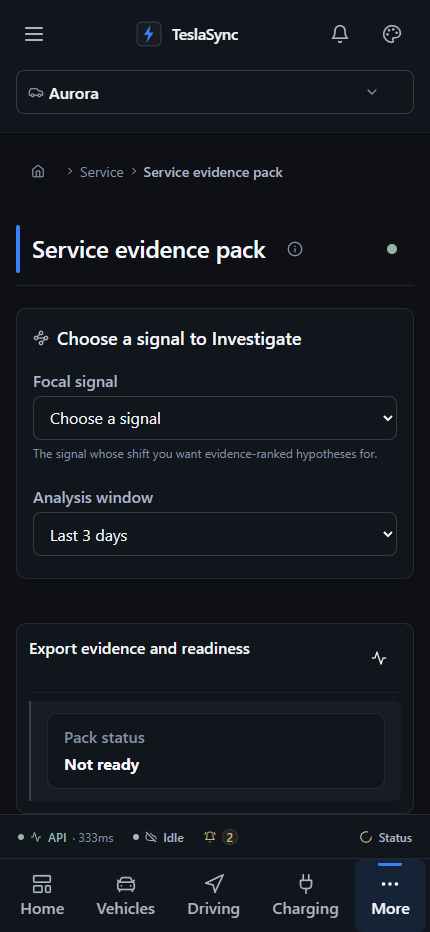 TeslaSync
Aurora
Service
Service evidence pack
Service evidence pack
Choose a signal to Investigate
Focal signal
Choose a signal
The signal whose shift you want evidence-ranked hypotheses for.
Analysis window
Last 3 days
Export evidence and readiness
Pack status
Not ready
API · 333ms
Idle
2
Status
Home
Vehicles
Driving
Charging
More